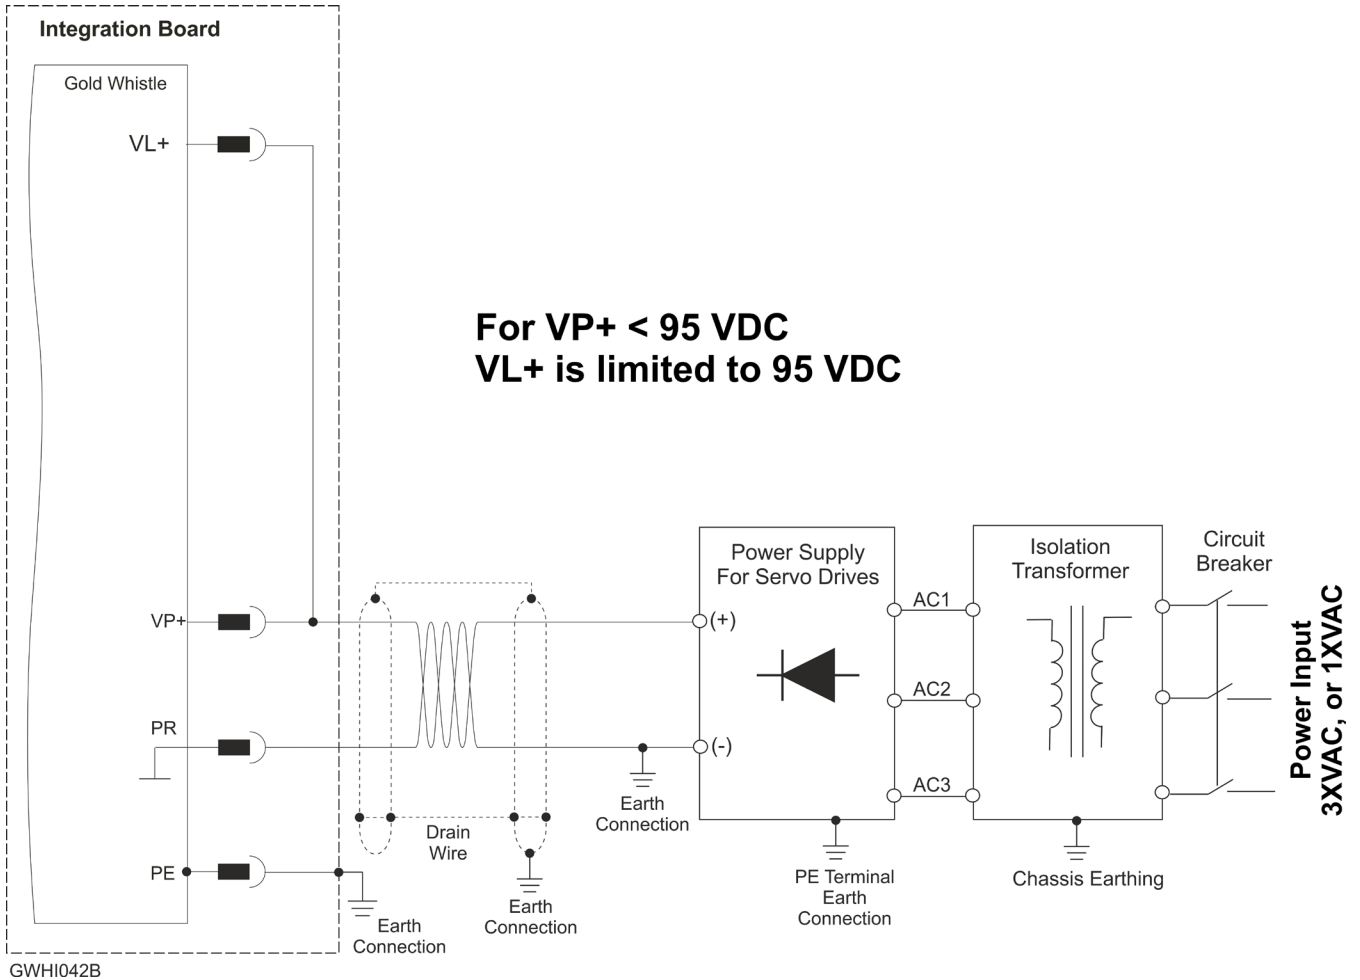 Integration Board
Gold Whistle
VL+
For VP+ < 95 VDC
VL+ is limited to 95 VDC
Power Supply
For Servo Drives
Isolation
Transformer
Circuit
Breaker
AC1
VP+
(+)
AC2
PR
(-)
AC3
Power Input
3XVAC, or 1XVAC
Earth
Connection
Drain
Wire
PE
PE Terminal
Earth
Connection
Chassis Earthing
Earth
Connection
Earth
Connection
GWHI042B